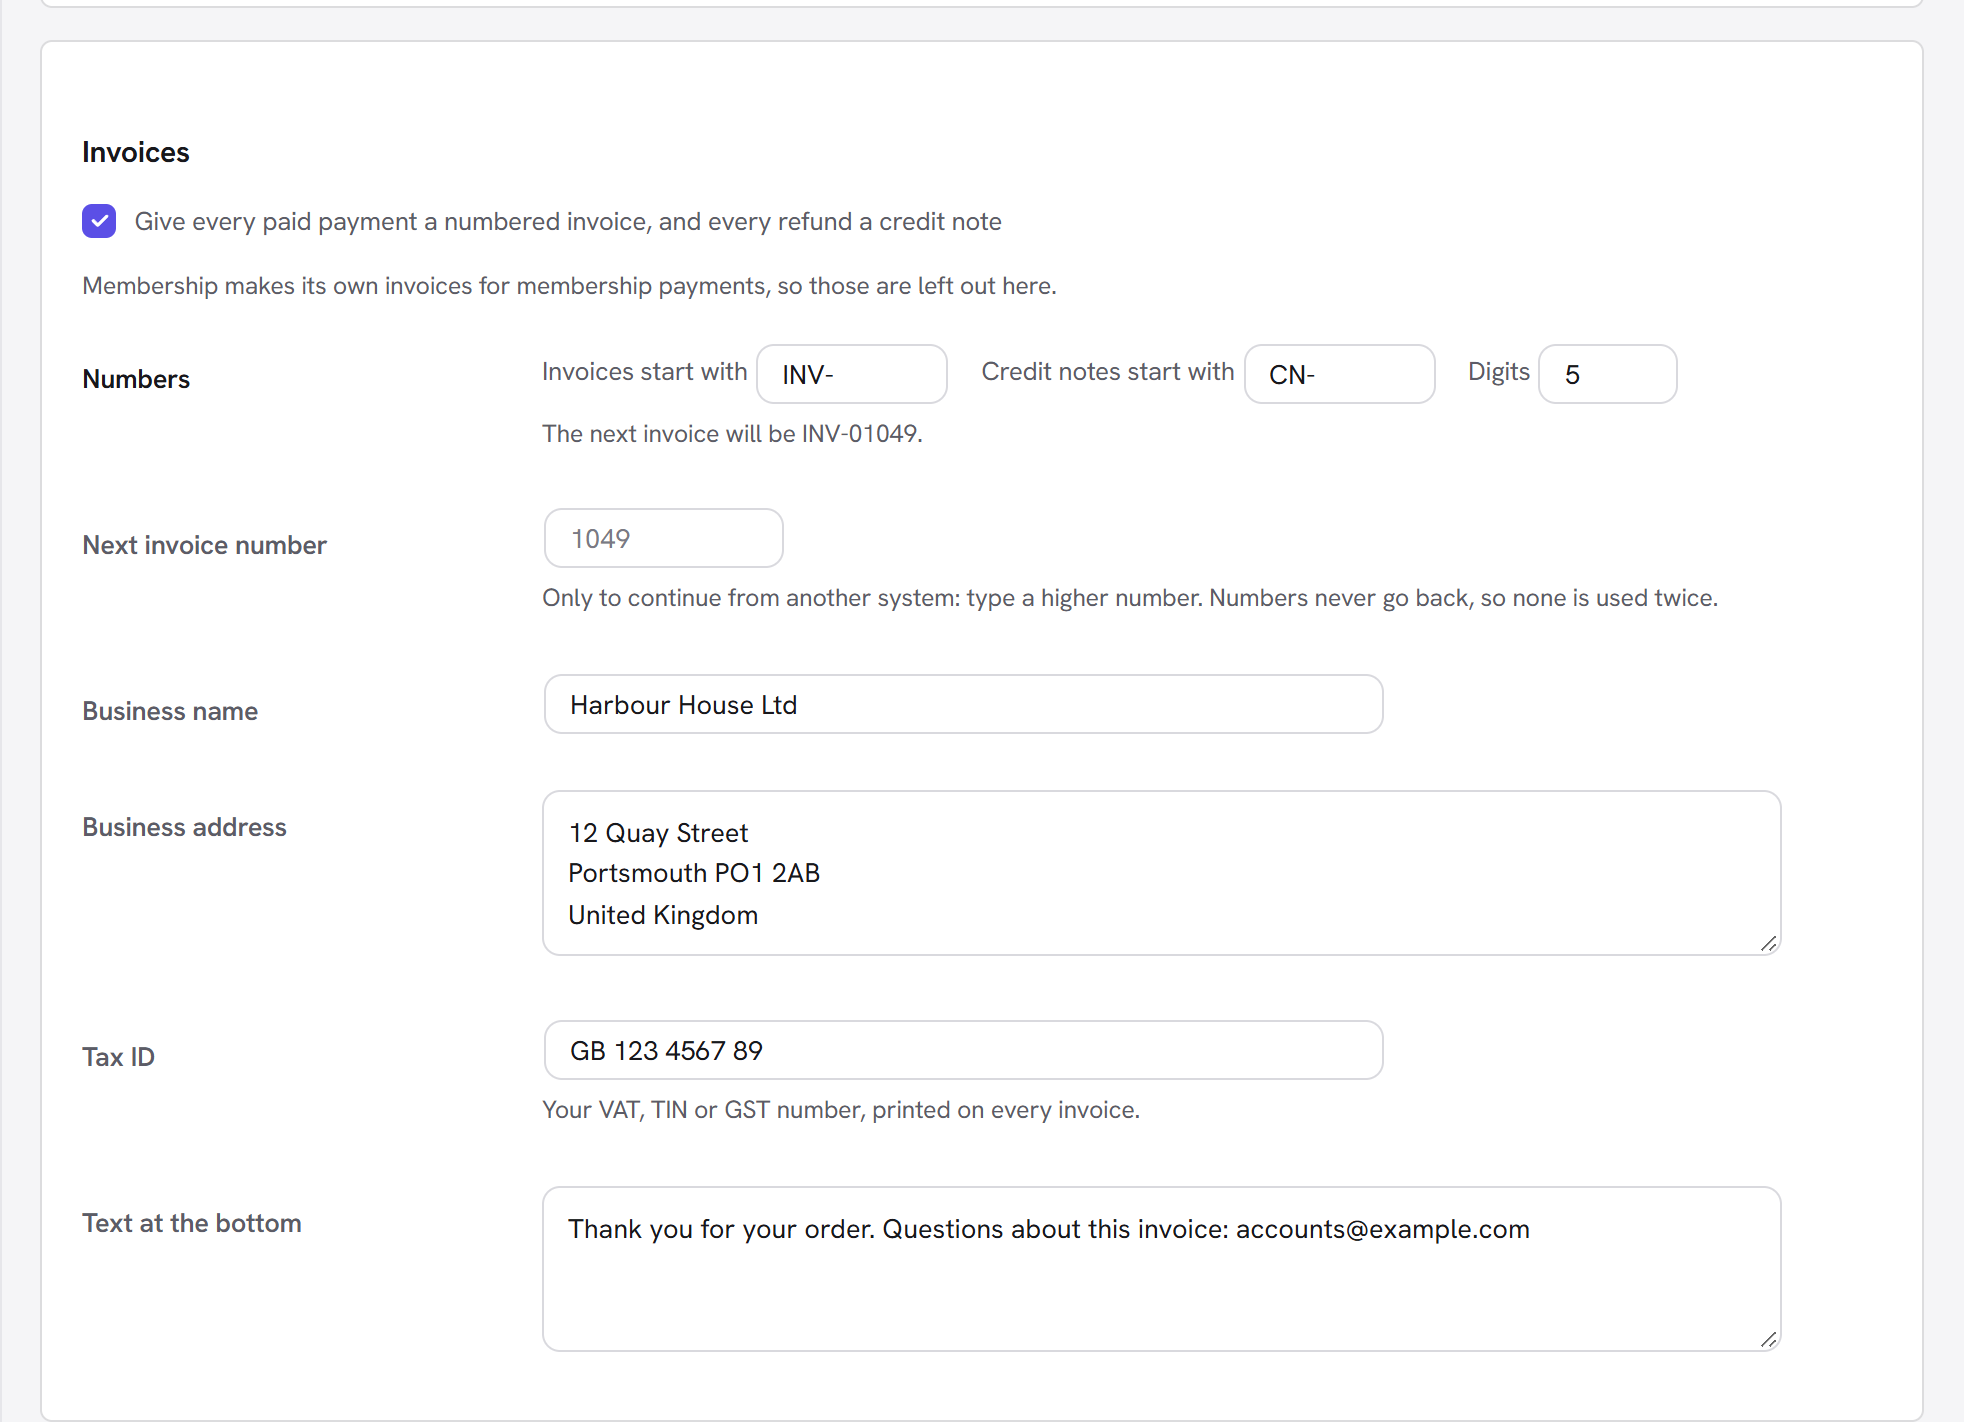 Invoices
Give every paid payment a numbered invoice, and every refund a credit note
Membership makes its own invoices for membership payments, so those are left out here.
Numbers
Invoices start with INV- Credit notes start with CN- Digits 5
The next invoice will be INV-01049.
Next invoice number 1049
Only to continue from another system: type a higher number. Numbers never go back, so none is used twice.
Business name Harbour House Ltd
Business address
12 Quay Street
Portsmouth PO1 2AB
United Kingdom
Tax ID GB 123 4567 89
Your VAT, TIN or GST number, printed on every invoice.
Text at the bottom Thank you for your order. Questions about this invoice: accounts@example.com